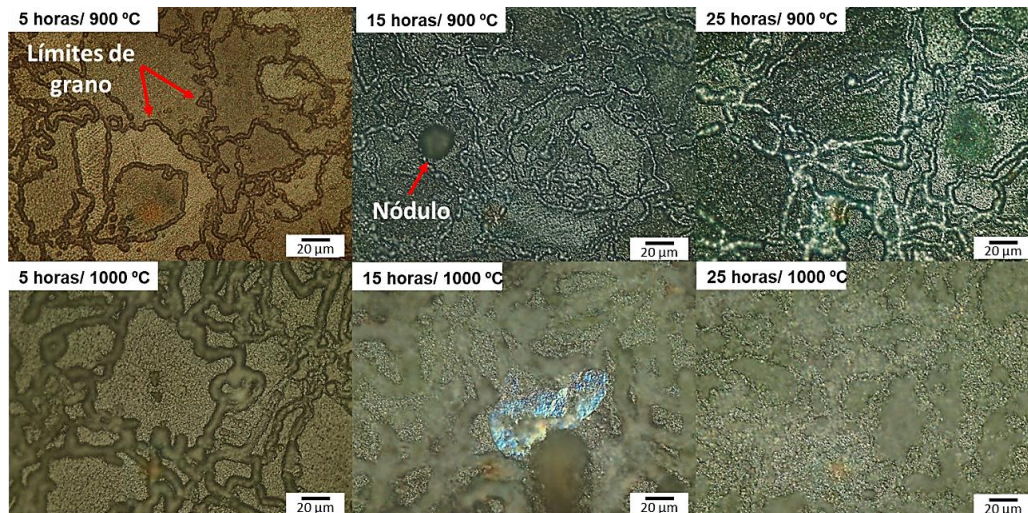 5 horas/ 900 ºC
15 horas/ 900 ºC
25 horas/ 900 ºC
Límites de
grano
Nódulo
20 µm
20 µm
20 µm
5 horas/ 1000 ºC
15 horas/ 1000 ºC
25 horas/ 1000 ºC
20 µm
20 µm
20 µm